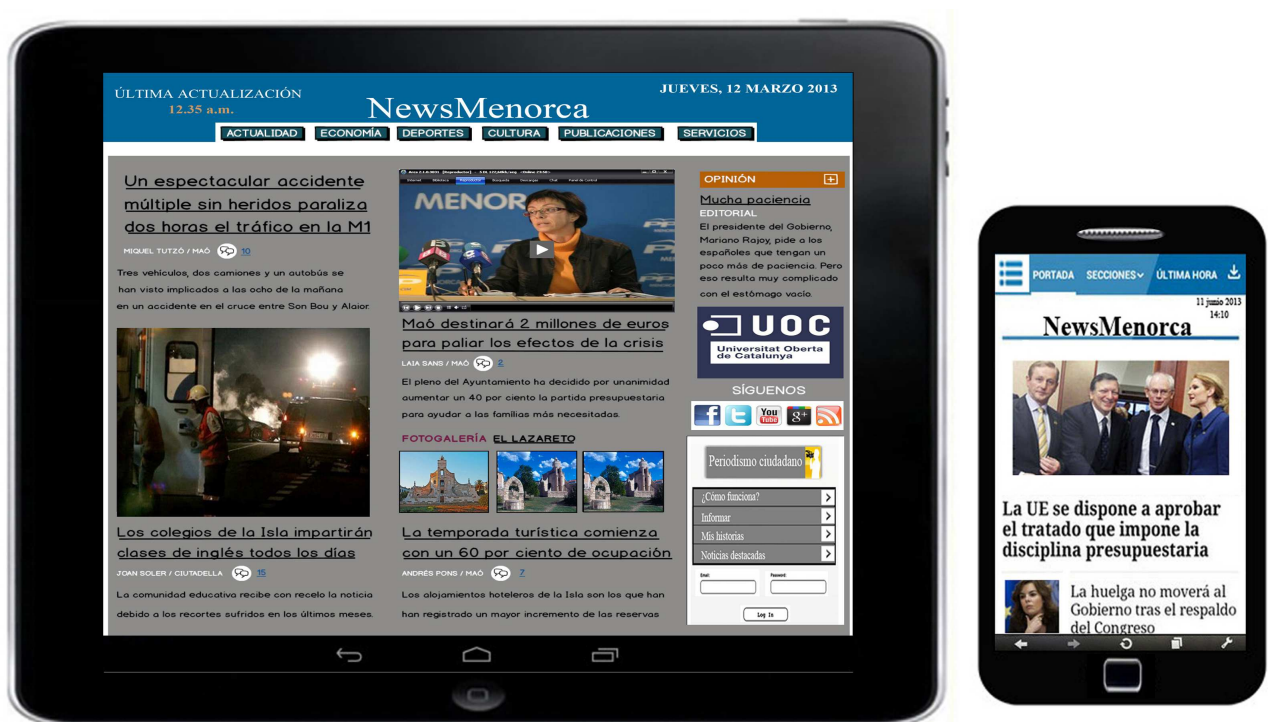 ÚLTIMA ACTUALIZACIÓN
12.35 a.m.
NewsMenorca
JUEVES, 12 MARZO 2013
ACTUALIDAD
ECONOMÍA
DEPORTES
CULTURA
PUBLICACIONES
SERVICIOS
Un espectacular accidente
múltiple sin heridos paraliza
dos horas el tráfico en la M1
MIQUEL TUTZÓ / MAÓ 10
Tres vehículos, dos camiones y un autobús se
han visto implicados a las ocho de la mañana
en un accidente en el cruce entre Son Bou y Alaior.
Los colegios de la Isla impartirán
clases de inglés todos los días
JOAN SOLER / CIUTADELLA 15
La comunidad educativa recibe con recelo la noticia
debido a los recortes sufridos en los últimos meses.
MENOR
PP
Maó destinará 2 millones de euros
para paliar los efectos de la crisis
LAIA SANS / MAÓ 2
El pleno del Ayuntamiento ha decidido por unanimidad
aumentar un 40 por ciento la partida presupuestaria
para ayudar a las familias más necesitadas.
FOTOGALERÍA EL LAZARETO
La temporada turística comienza
con un 60 por ciento de ocupación
ANDRÉS PONS / MAÓ 7
Los alojamientos hoteleros de la Isla son los que han
han registrado un mayor incremento de las reservas
OPINIÓN
Mucha paciencia
EDITORIAL
El presidente del Gobierno,
Mariano Rajoy, pide a los
españoles que tengan un
poco más de paciencia. Pero
eso resulta muy complicado
con el estómago vacío.
UOC
Universitat Oberta
de Catalunya
SÍGUENOS
You
Tube
g+
Periodismo ciudadano
¿Cómo funciona?
Informar
Mis historias
Noticias destacadas
Email:
Password:
Log In
PORTADA
SECCIONES
ÚLTIMA HORA
11 junio 2013
14:10
NewsMenorca
La UE se dispone a aprobar
el tratado que impone la
disciplina presupuestaria
La huelga no moverá al
Gobierno tras el respaldo
del Congreso